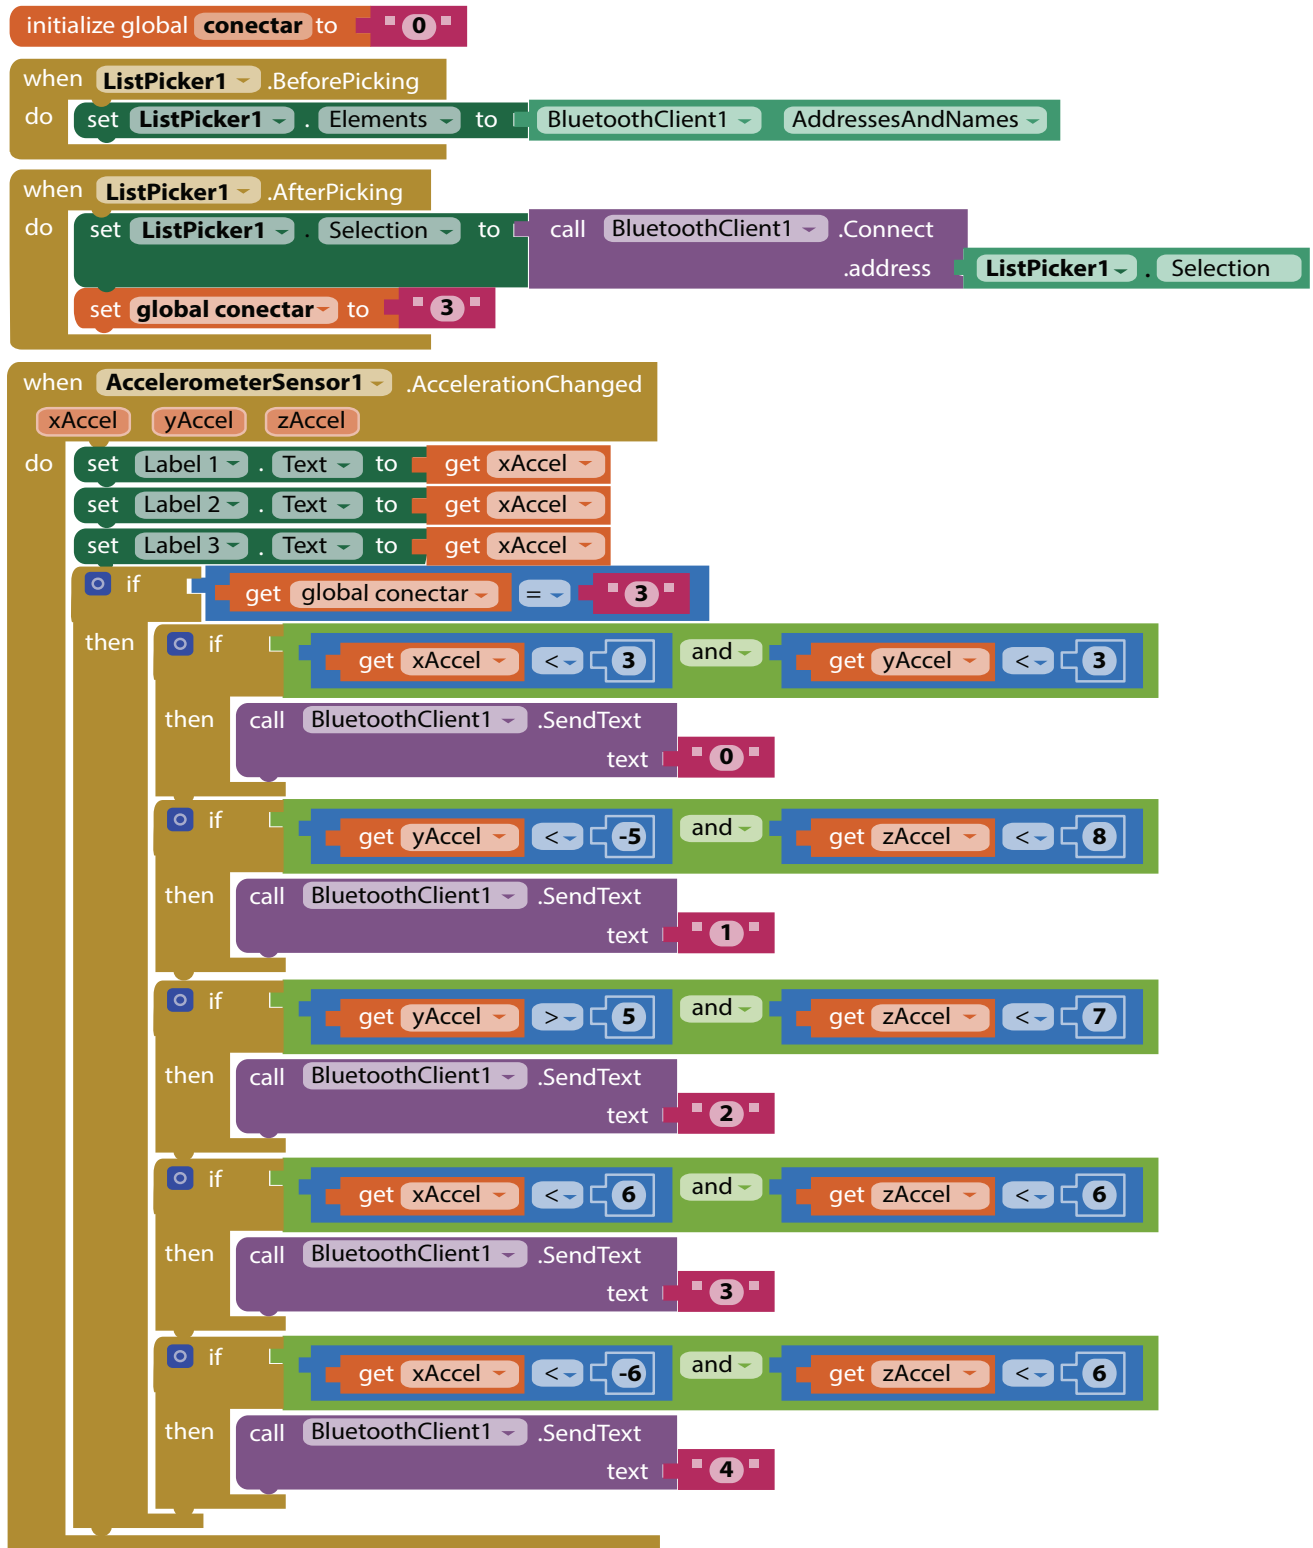 initialize global conectar to " 0 "
when ListPicker1 .BeforePicking
do set ListPicker1 . Elements to BluetoothClient1 AddressesAndNames
when ListPicker1 .AfterPicking
do set ListPicker1 . Selection to call BluetoothClient1 .Connect
.address ListPicker1 . Selection
set global conectar to " 3 "
when AccelerometerSensor1 .AccelerationChanged
xAccel yAccel zAccel
do set Label 1 . Text to get xAccel
set Label 2 . Text to get xAccel
set Label 3 . Text to get xAccel
if get global conectar = " 3 "
then if get xAccel < 3 and get yAccel < 3
then call BluetoothClient1 .SendText
text " 0 "
if get yAccel < -5 and get zAccel < 8
then call BluetoothClient1 .SendText
text " 1 "
if get yAccel > 5 and get zAccel < 7
then call BluetoothClient1 .SendText
text " 2 "
if get xAccel < 6 and get zAccel < 6
then call BluetoothClient1 .SendText
text " 3 "
if get xAccel < -6 and get zAccel < 6
then call BluetoothClient1 .SendText
text " 4 "